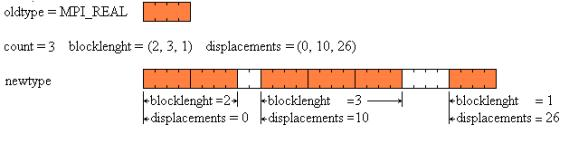 oldtype = MPI_REAL
count = 3 blocklenght = (2, 3, 1) displacements = (0, 10, 26)
newtype
blocklenght =2 blocklenght =3 blocklenght = 1
displacements = 0 displacements =10 displacements = 26